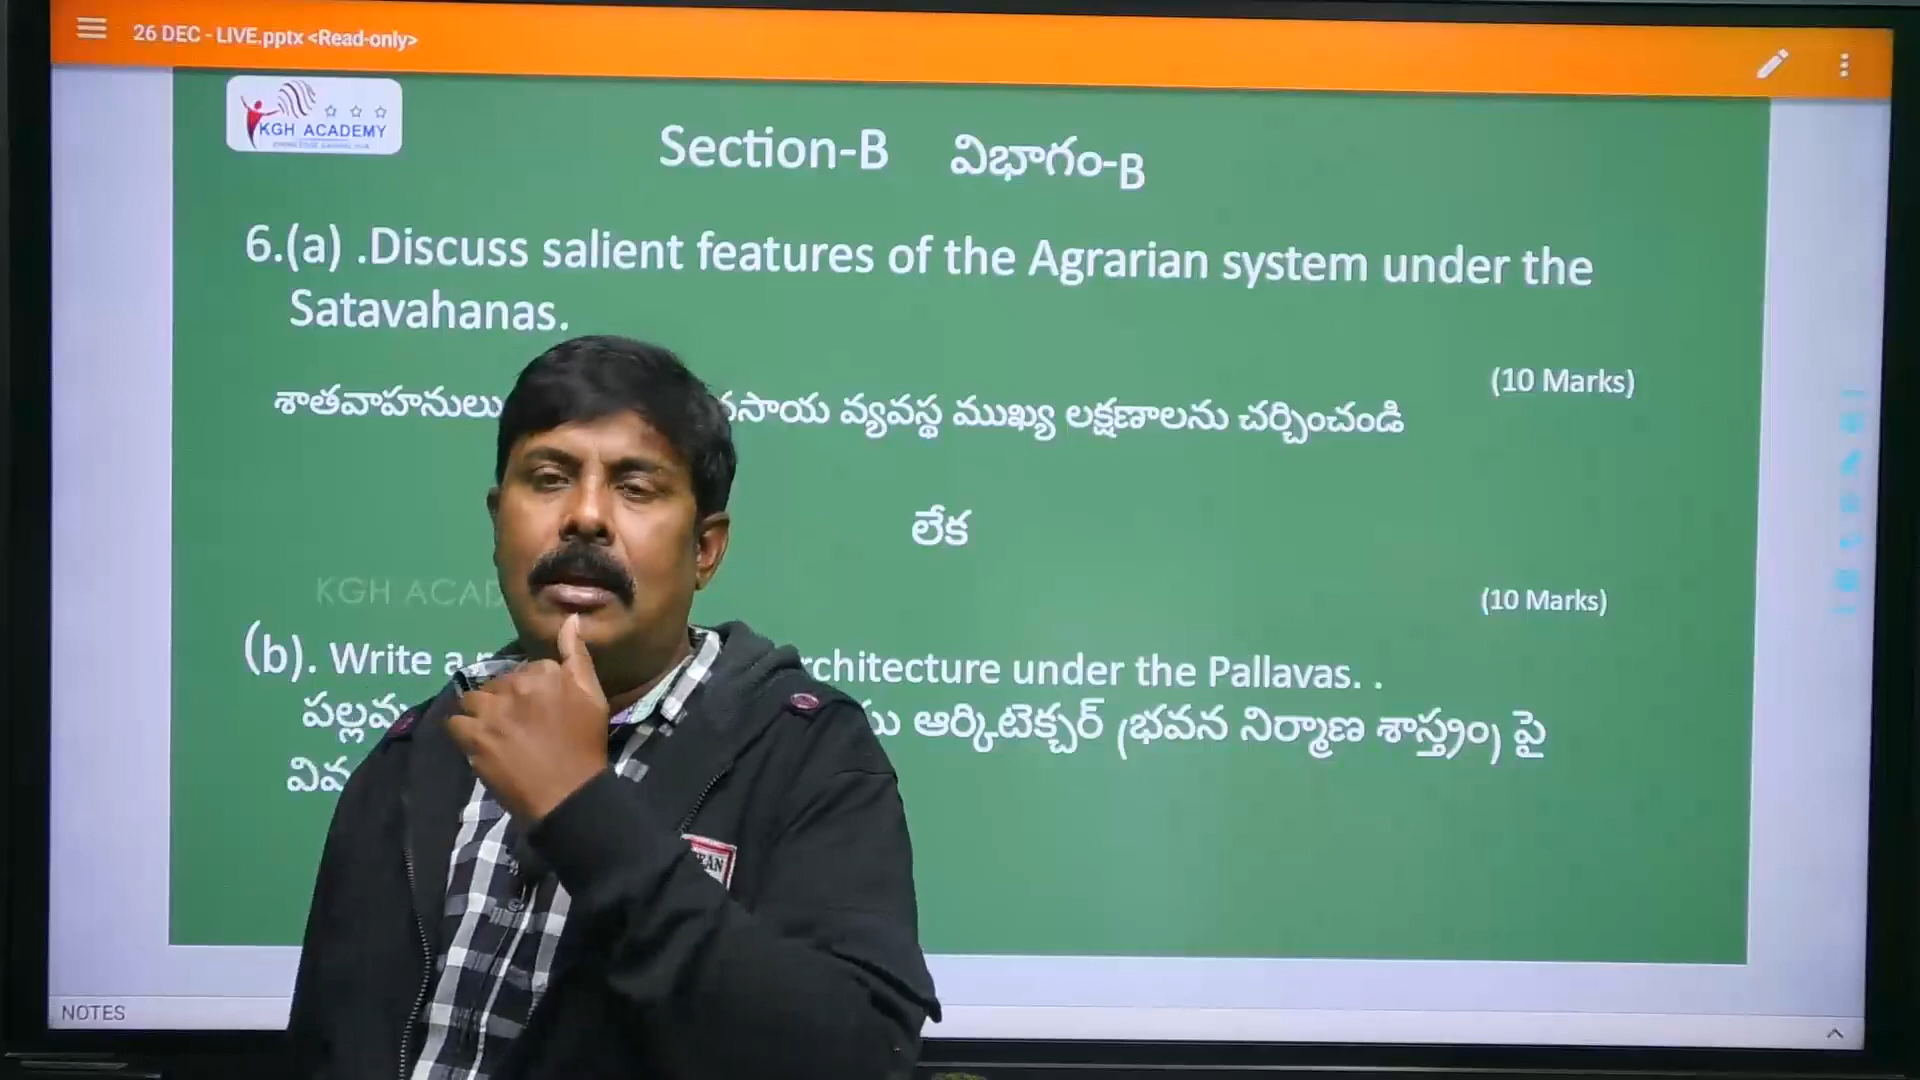 26 DEC - LIVE.pptx <Read-only>
KGH ACADEMY
Section-B విభాగం-B
6.(a) .Discuss salient features of the Agrarian system under the
Satavahanas.
(10 Marks)
శాతవాహనులు వ్యవస్థ ముఖ్య లక్షణాలను చర్చించండి
లేక
KGH ACAD
(10 Marks)
(b). Write a rchitecture under the Pallavas. .
ఆర్కిటెక్చర్ (భవన నిర్మాణ శాస్త్రం) పై
NOTES